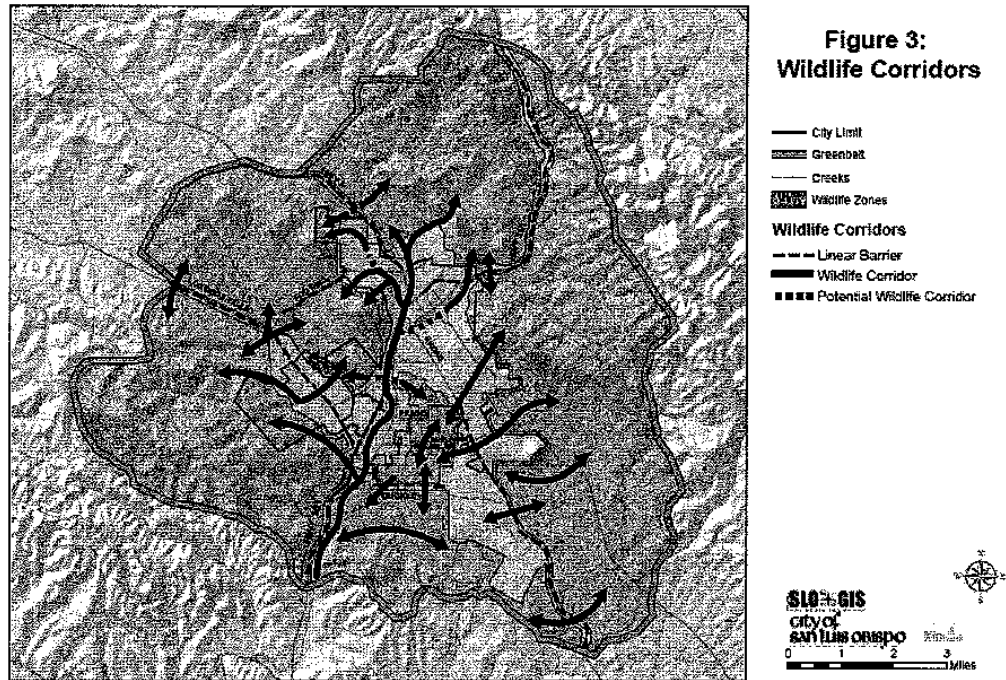 Figure 3:
Wildlife Corridors
City Limit
Greenbelt
Creeks
Wildlife Zones
Wildlife Corridors
Linear Barrier
Wildlife Corridor
Potential Wildlife Corridor
SLO GIS
city of
san luis obispo
0 1 2 3
Miles